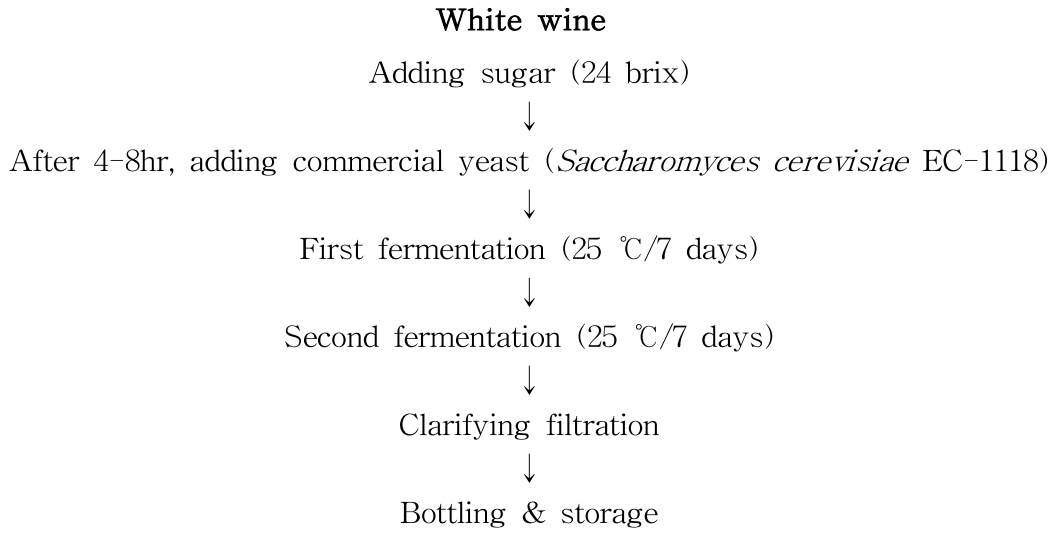 White wine
Adding sugar (24 brix)
↓
After 4-8hr, adding commercial yeast (Saccharomyces cerevisiae EC-1118)
↓
First fermentation (25 ℃/7 days)
↓
Second fermentation (25 ℃/7 days)
↓
Clarifying filtration
↓
Bottling & storage